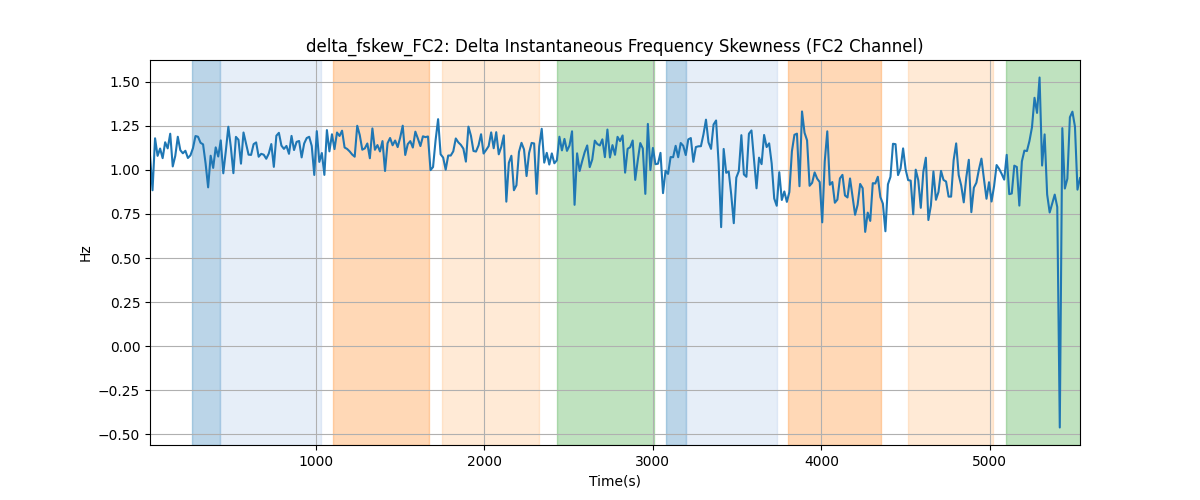 delta_fskew_FC2: Delta Instantaneous Frequency Skewness (FC2 Channel)
1.50
1.25
1.00
0.75
0.50
0.25
0.00
−0.25
−0.50
Hz
1000 2000 3000 4000 5000
Time(s)